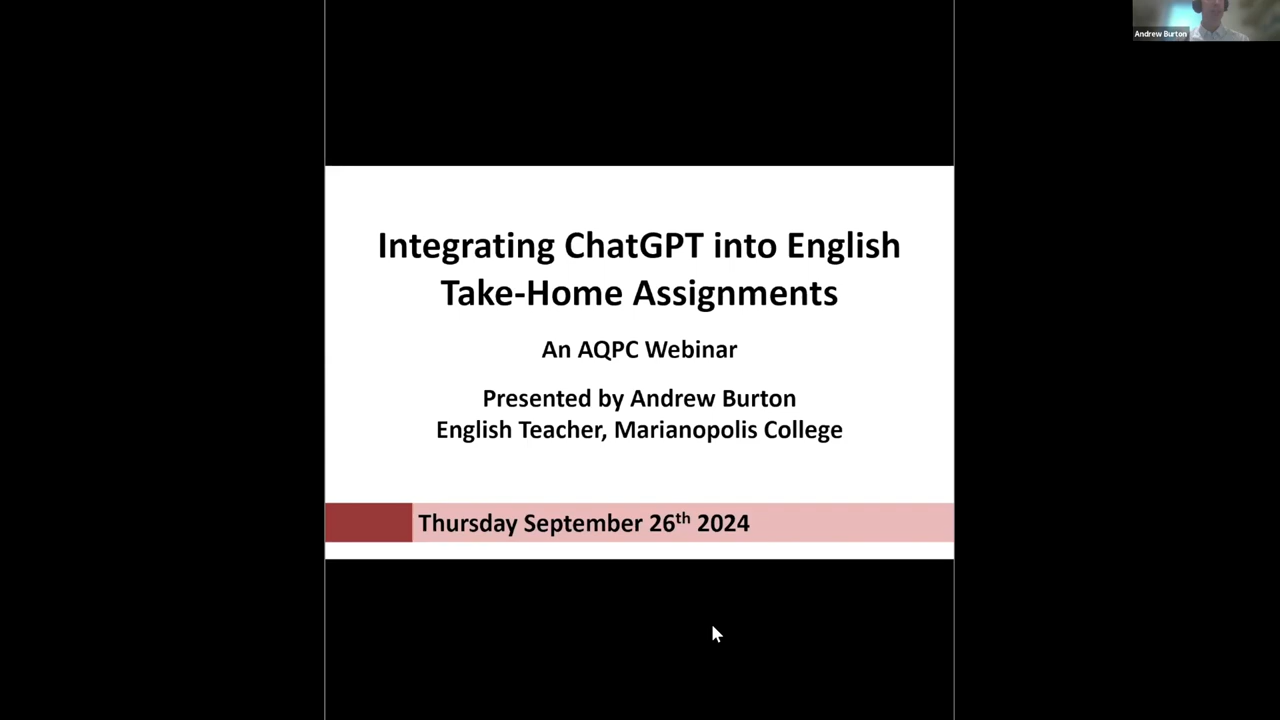 Andrew Burton
Integrating ChatGPT into English
Take-Home Assignments
An AQPC Webinar
Presented by Andrew Burton
English Teacher, Marianopolis College
Thursday September 26th 2024